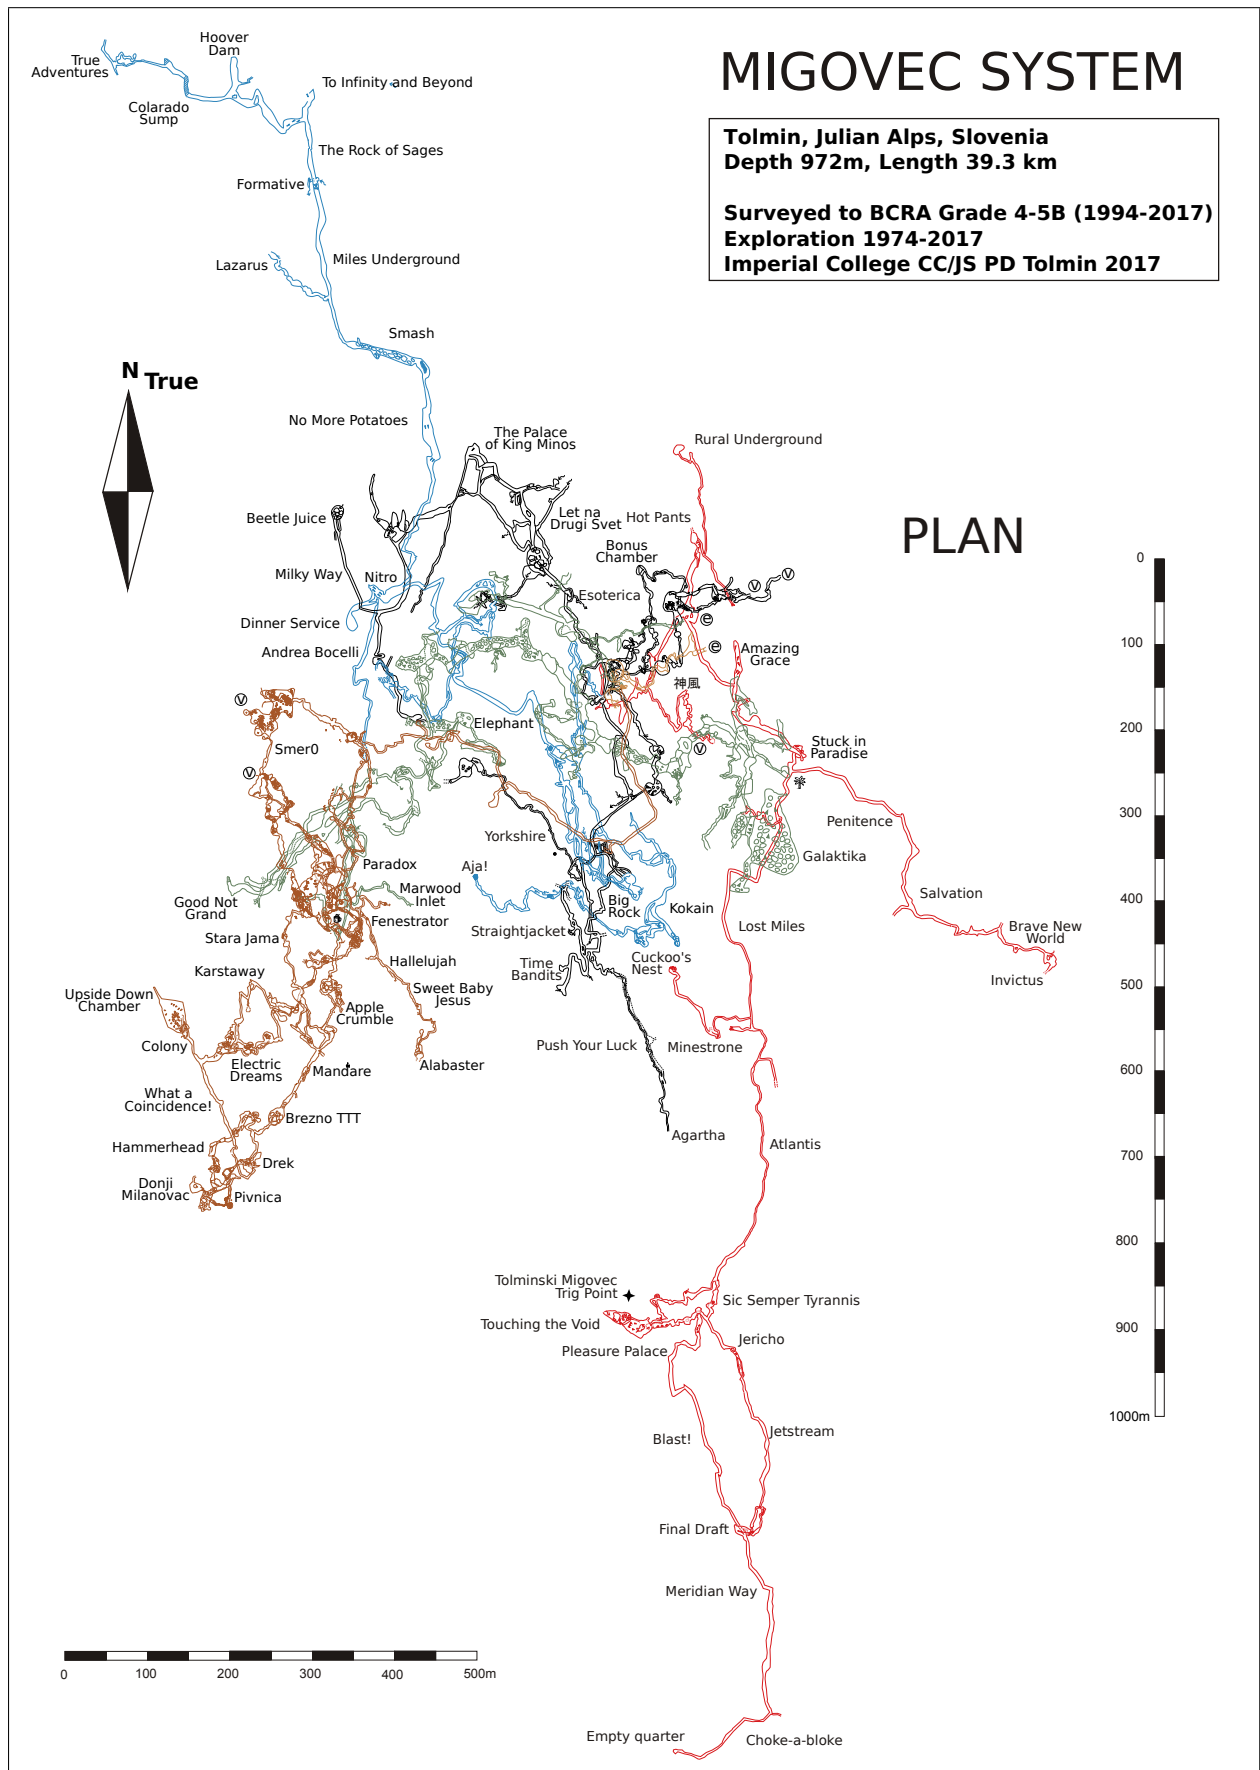 MIGOVEC SYSTEM
Tolmin, Julian Alps, Slovenia
Depth 972m, Length 39.3 km
Surveyed to BCRA Grade 4-5B (1994-2017)
Exploration 1974-2017
Imperial College CC/JS PD Tolmin 2017
Hoover
Dam
True
Adventures
To Infinity and Beyond
Colarado
Sump
The Rock of Sages
Formative
Lazarus
Miles Underground
Smash
N
True
No More Potatoes
The Palace
of King Minos
Rural Underground
Beetle Juice
Let na
Drugi Svet
Hot Pants
PLAN
Bonus
Chamber
Milky Way
Nitro
Esoterica
V
V
Dinner Service
e
Andrea Bocelli
e
Amazing
Grace
神風
V
Elephant
Smer0
V
Stuck in
Paradise
V
Penitence
Yorkshire
Paradox
Aja!
Galaktika
Marwood
Inlet
Good Not
Grand
Fenestrator
Big
Rock
Kokain
Salvation
Stara Jama
Straightjacket
Lost Miles
Brave New
World
Hallelujah
Time
Bandits
Cuckoo's
Nest
Karstaway
Invictus
Upside Down
Chamber
Sweet Baby
Jesus
Apple
Crumble
Colony
Push Your Luck
Minestrone
Electric
Dreams
Mandare
Alabaster
What a
Coincidence!
Brezno TTT
Agartha
Hammerhead
Atlantis
Drek
Donji
Milanovac
Pivnica
Tolminski Migovec
Trig Point
Sic Semper Tyrannis
Touching the Void
Jericho
Pleasure Palace
Blast!
Jetstream
Final Draft
Meridian Way
Empty quarter
Choke-a-bloke
0
100
200
300
400
500
600
700
800
900
1000m
0
100
200
300
400
500m